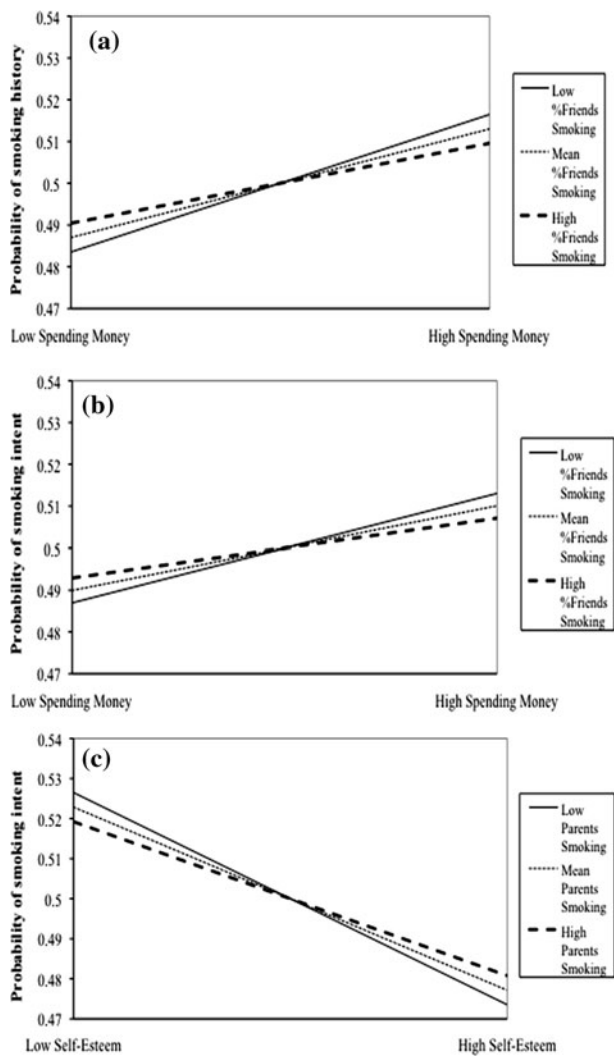 (a)
Probability of smoking history
0.54
0.53
0.52
0.51
0.5
0.49
0.48
0.47
Low Spending Money
High Spending Money
Low
%Friends
Smoking
Mean
%Friends
Smoking
High
%Friends
Smoking
(b)
Probability of smoking intent
0.54
0.53
0.52
0.51
0.5
0.49
0.48
0.47
Low Spending Money
High Spending Money
Low
%Friends
Smoking
Mean
%Friends
Smoking
High
%Friends
Smoking
(c)
Probability of smoking intent
0.54
0.53
0.52
0.51
0.5
0.49
0.48
0.47
Low Self-Esteem
High Self-Esteem
Low
Parents
Smoking
Mean
Parents
Smoking
High
Parents
Smoking